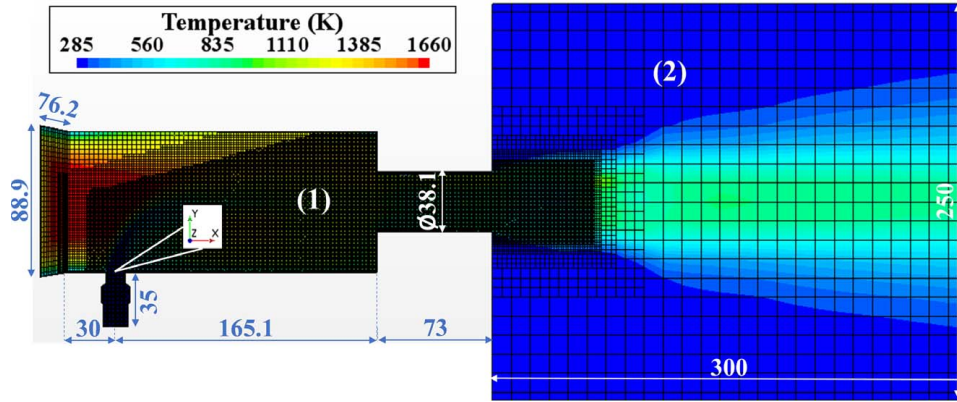 Temperature (K)
285 560 835 1110 1385 1660
(2)
76.2
88.9
(1)
Ø38.1
250
Y
Z X
35
30 165.1 73
300